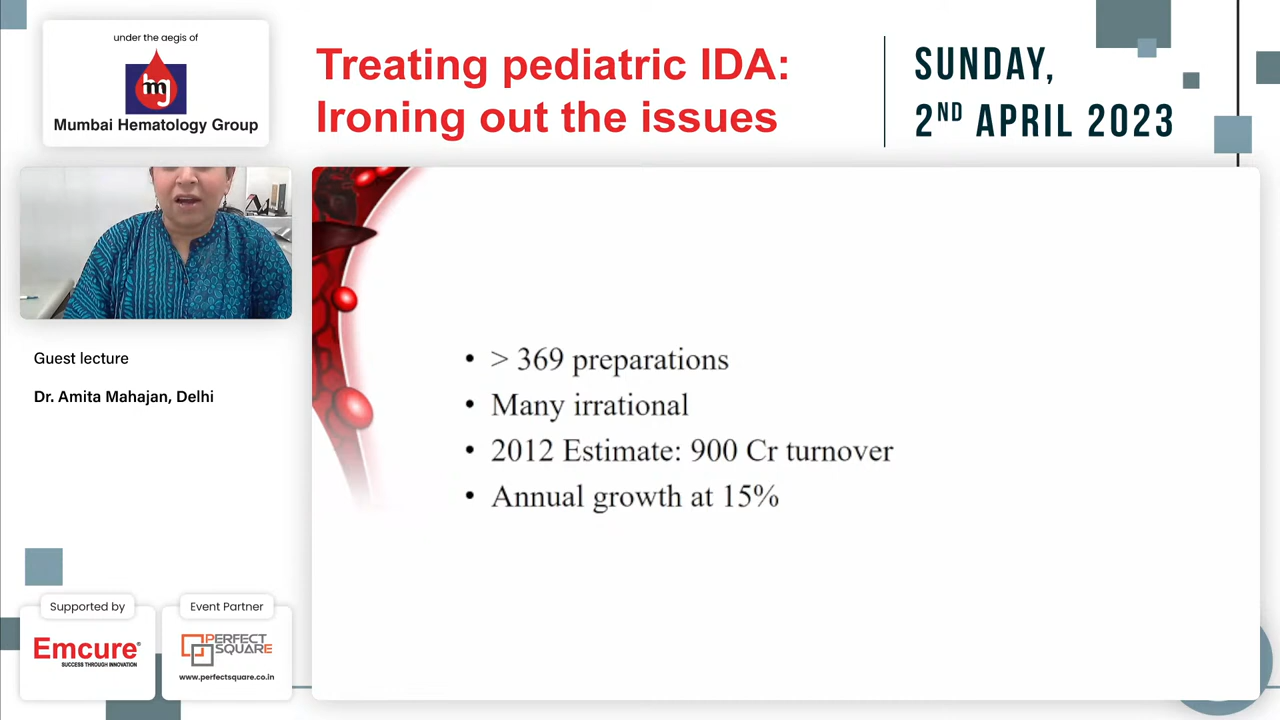 under the aegis of
hmg
Mumbai Hematology Group
Treating pediatric IDA:
Ironing out the issues
SUNDAY,
2ND APRIL 2023
Guest lecture
Dr. Amita Mahajan, Delhi
• > 369 preparations
• Many irrational
• 2012 Estimate: 900 Cr turnover
• Annual growth at 15%
Supported by
Emcure®
SUCCESS THROUGH INNOVATION
Event Partner
PERFECT
SQUARE
www.perfectsquare.co.in